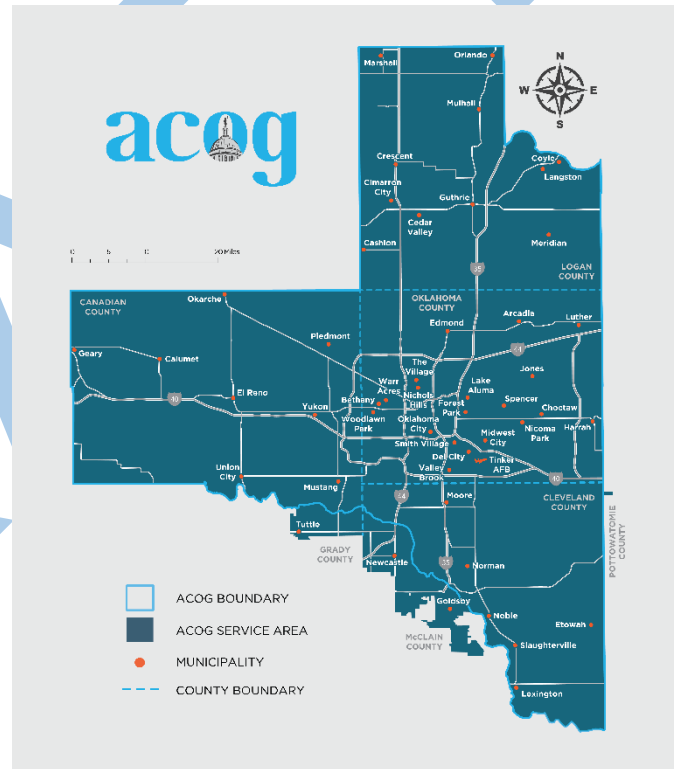 acog
N
W
E
S
0
5
10
20 Miles
Marshall
Orlando
Mulhall
Crescent
Coyle
Langston
Cimarron
City
Guthrie
Cedar
Valley
Meridian
Cashion
35
LOGAN
COUNTY
CANADIAN
COUNTY
Okarche
OKLAHOMA
COUNTY
Arcadia
Luther
Edmond
Piedmont
44
Geary
Calumet
The
Village
Jones
El Reno
Warr
Acres
Nichols
Hills
Lake
Aluma
40
Bethany
Forest
Park
Spencer
Choctaw
Yukon
Woodlawn
Park
Oklahoma
City
Nicoma
Park
Harrah
Midwest
City
Smith Village
Del City
Tinker
AFB
Union
City
Valley
Brook
40
Mustang
44
Moore
CLEVELAND
COUNTY
POTTOWATOMIE
COUNTY
Tuttle
GRADY
COUNTY
Newcastle
35
Norman
Goldsby
Noble
Etowah
McCLAIN
COUNTY
Slaughterville
Lexington
ACOG BOUNDARY
ACOG SERVICE AREA
MUNICIPALITY
COUNTY BOUNDARY